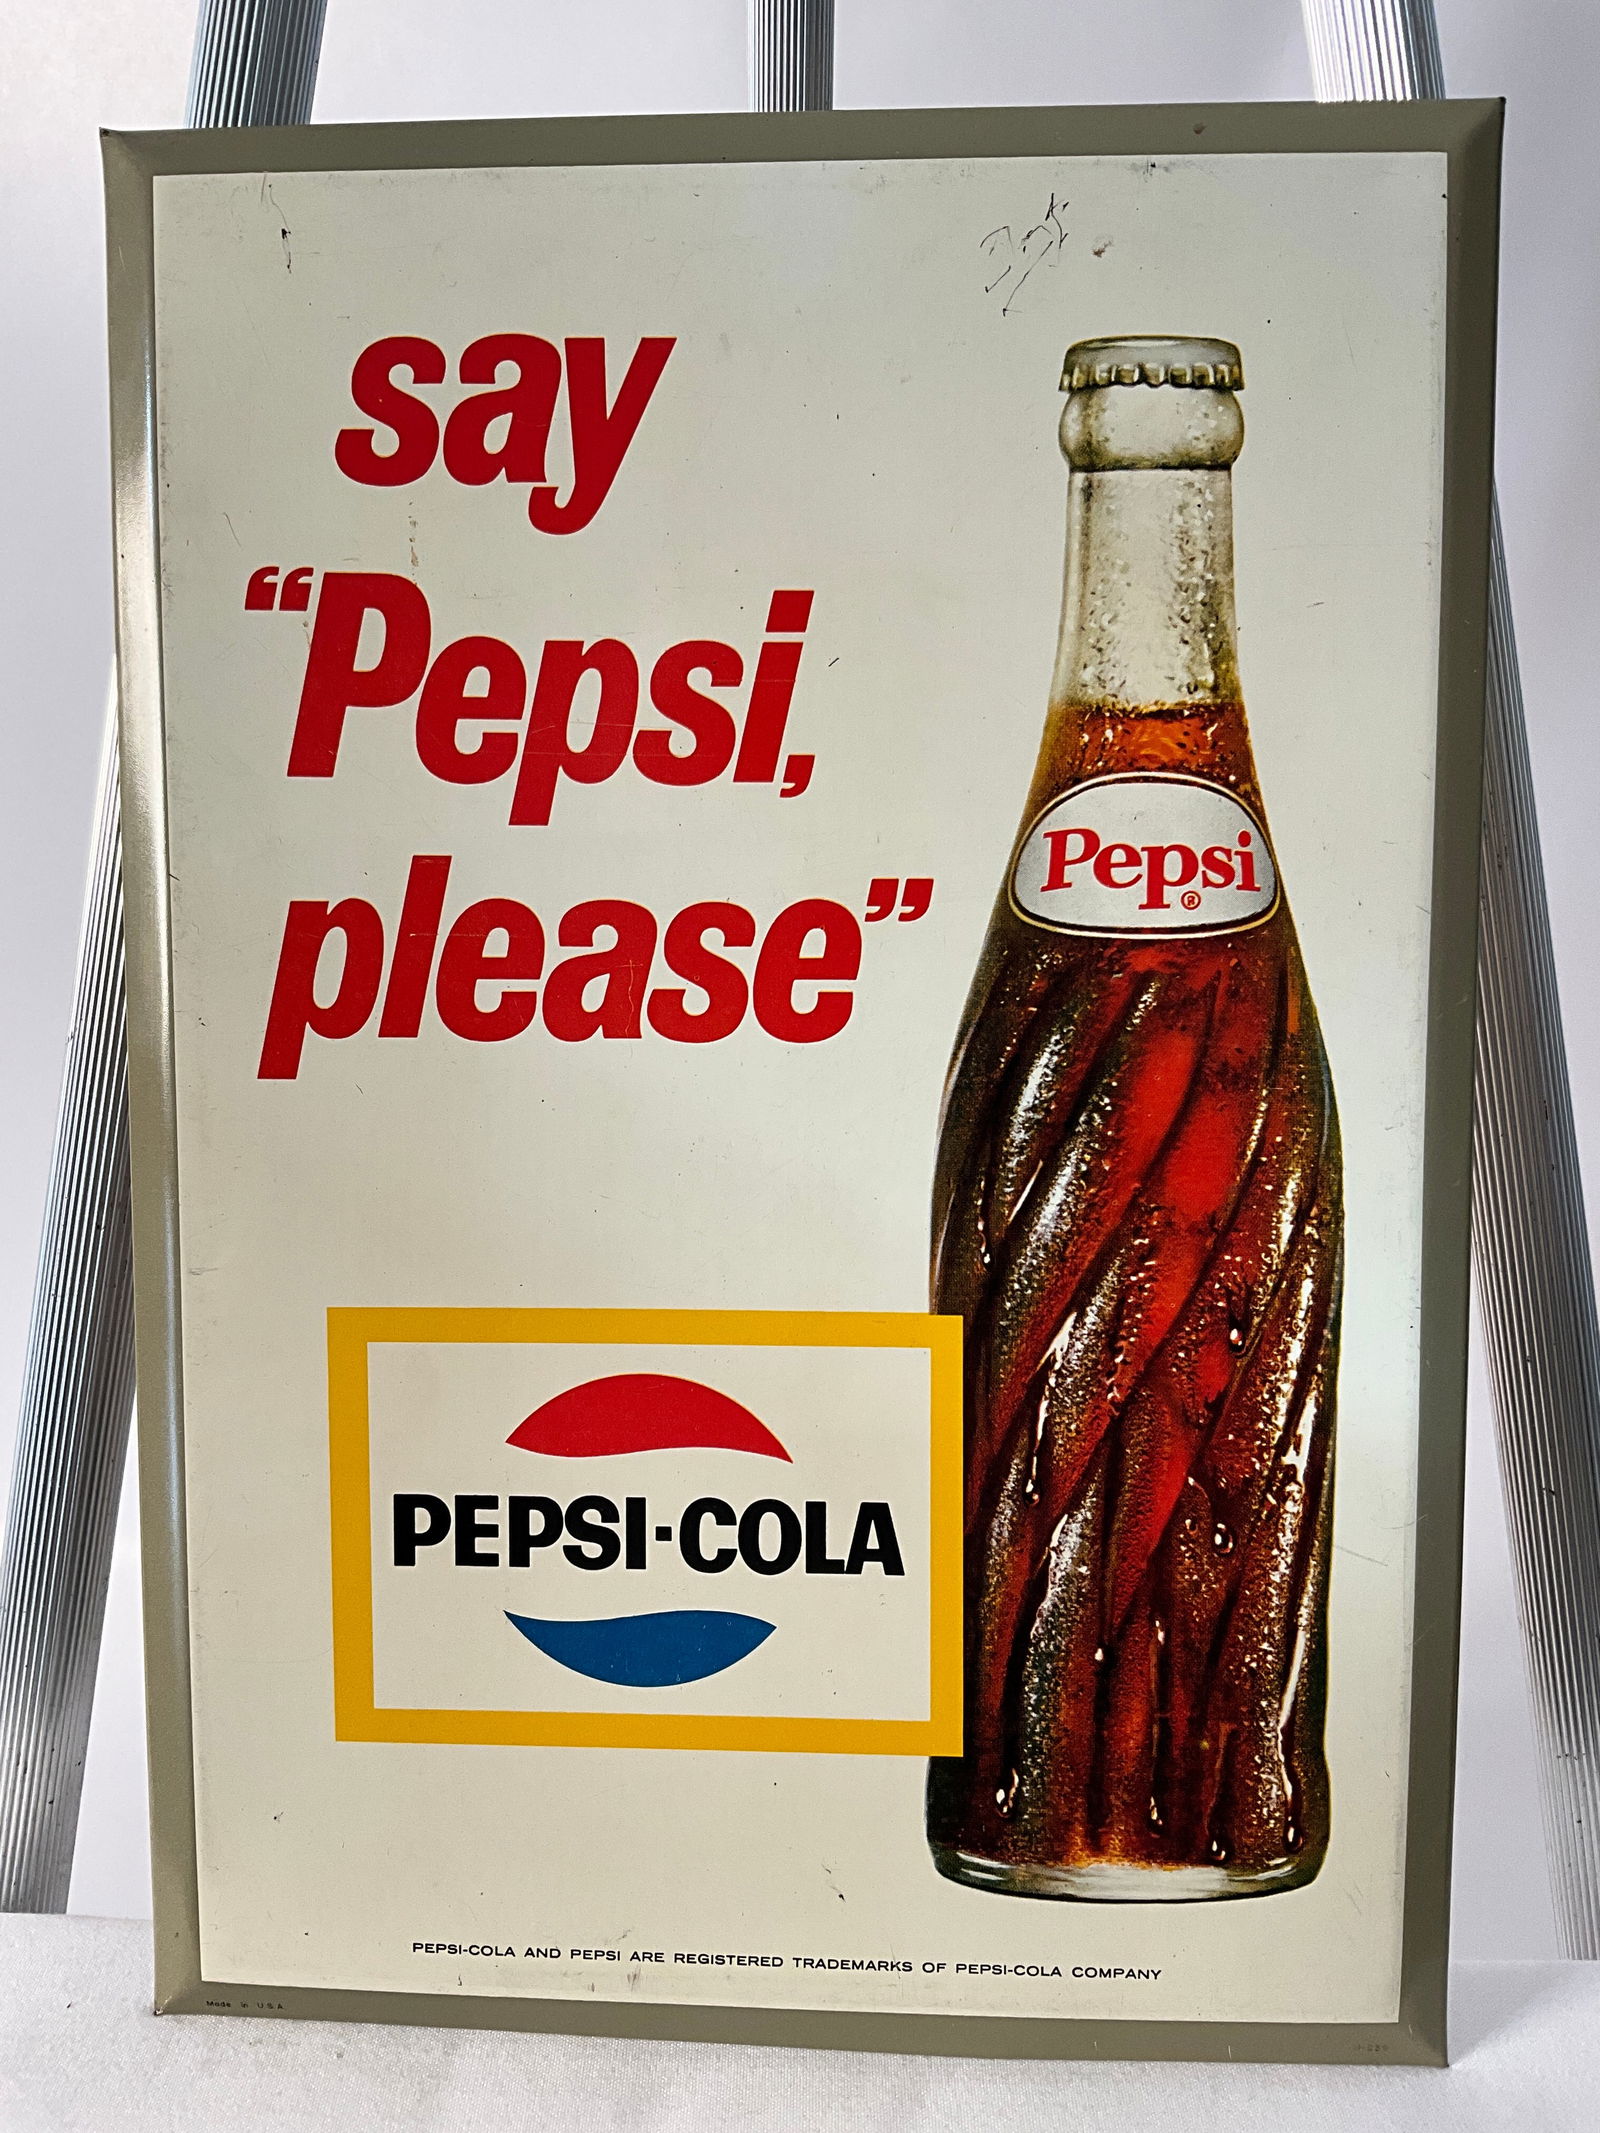 say
“Pepsi,
please”
Pepsi
®
PEPSI·COLA
PEPSI-COLA AND PEPSI ARE REGISTERED TRADEMARKS OF PEPSI-COLA COMPANY
Made in U.S.A.